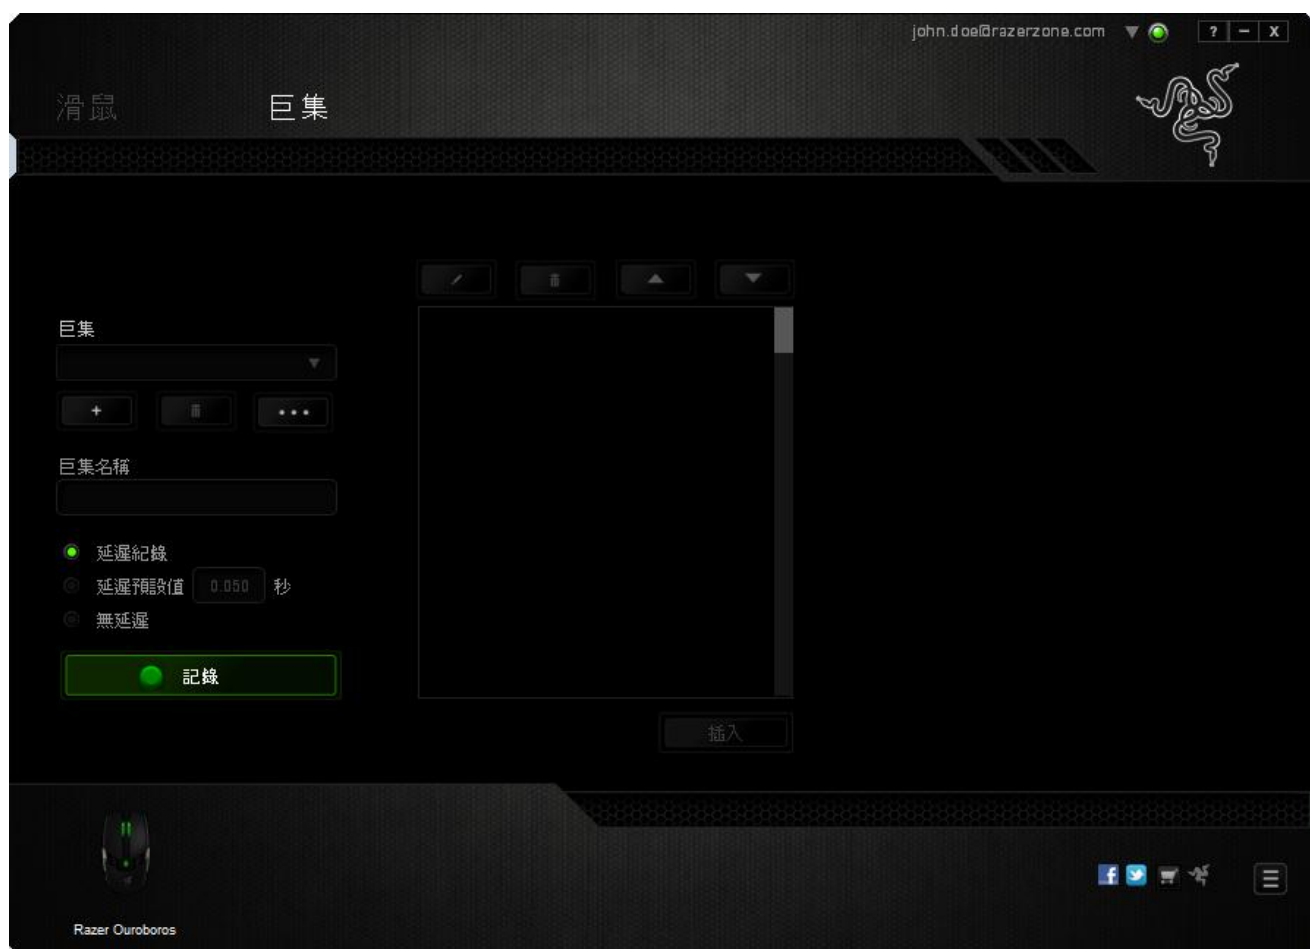 john.doe@razerzone.com
? – X
滑鼠 巨集
巨集
巨集名稱
延遲紀錄
延遲預設值 0.050 秒
無延遲
記錄
插入
Razer Ouroboros